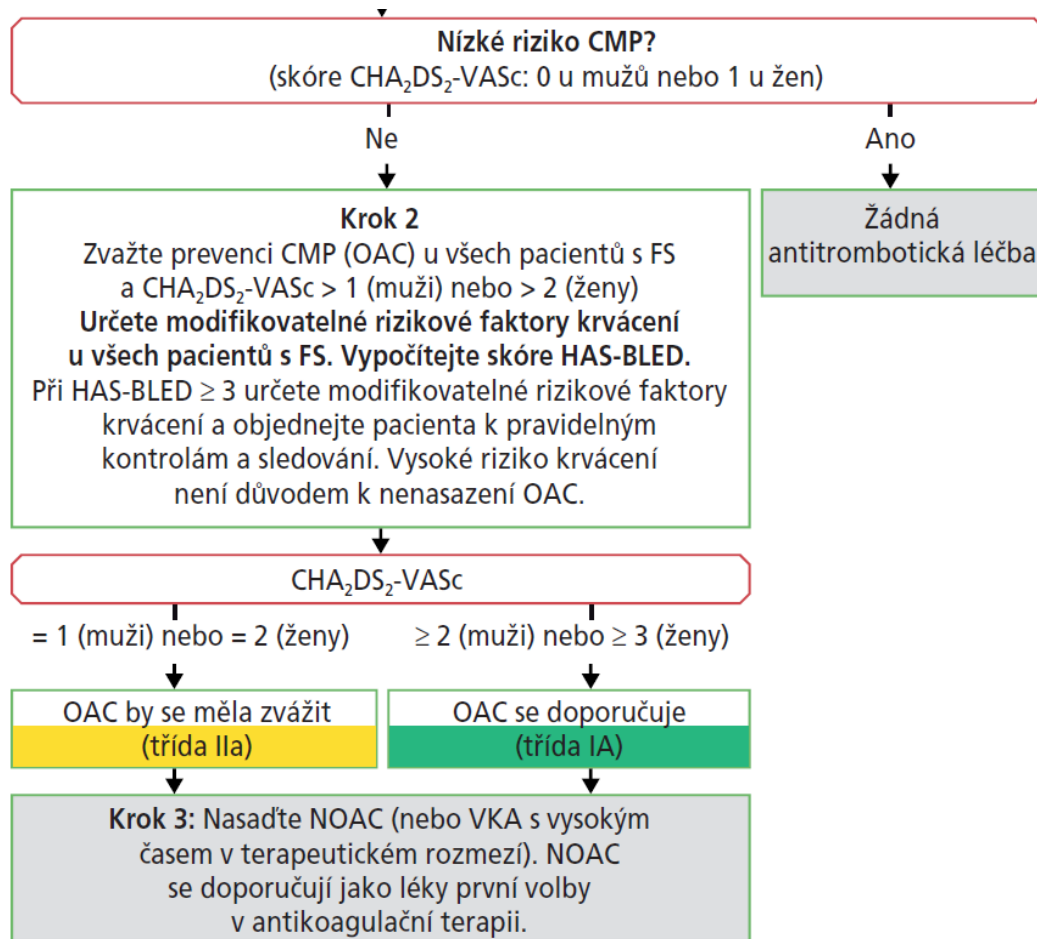 Nízké riziko CMP?
(skóre CHA₂DS₂-VASc: 0 u mužů nebo 1 u žen)
Ne
Ano
Krok 2
Zvažte prevenci CMP (OAC) u všech pacientů s FS
a CHA₂DS₂-VASc > 1 (muži) nebo > 2 (ženy)
Určete modifikovatelné rizikové faktory krvácení
u všech pacientů s FS. Vypočítejte skóre HAS-BLED.
Při HAS-BLED ≥ 3 určete modifikovatelné rizikové faktory
krvácení a objednejte pacienta k pravidelným
kontrolám a sledování. Vysoké riziko krvácení
není důvodem k nenasazení OAC.
Žádná
antitrombotická léčba
CHA₂DS₂-VASc
= 1 (muži) nebo = 2 (ženy)
≥ 2 (muži) nebo ≥ 3 (ženy)
OAC by se měla zvážit
(třída IIa)
OAC se doporučuje
(třída IA)
Krok 3: Nasaďte NOAC (nebo VKA s vysokým
časem v terapeutickém rozmezí). NOAC
se doporučují jako léky první volby
v antikoagulační terapii.